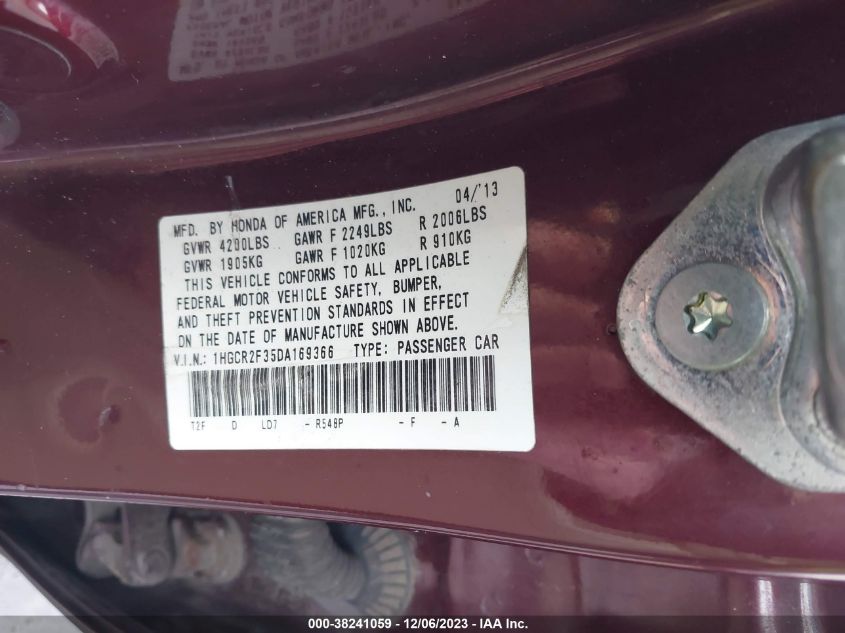 MFD. BY HONDA OF AMERICA MFG., INC. 04/'13
GVWR 4200LBS GAWR F 2249LBS R 2006LBS
GVWR 1905KG GAWR F 1020KG R 910KG
THIS VEHICLE CONFORMS TO ALL APPLICABLE
FEDERAL MOTOR VEHICLE SAFETY, BUMPER,
AND THEFT PREVENTION STANDARDS IN EFFECT
ON THE DATE OF MANUFACTURE SHOWN ABOVE.
V.I.N.: 1HGCR2F35DA169366 TYPE: PASSENGER CAR
T2F D LD7 - R548P - F - A
000-38241059 - 12/06/2023 - IAA Inc.